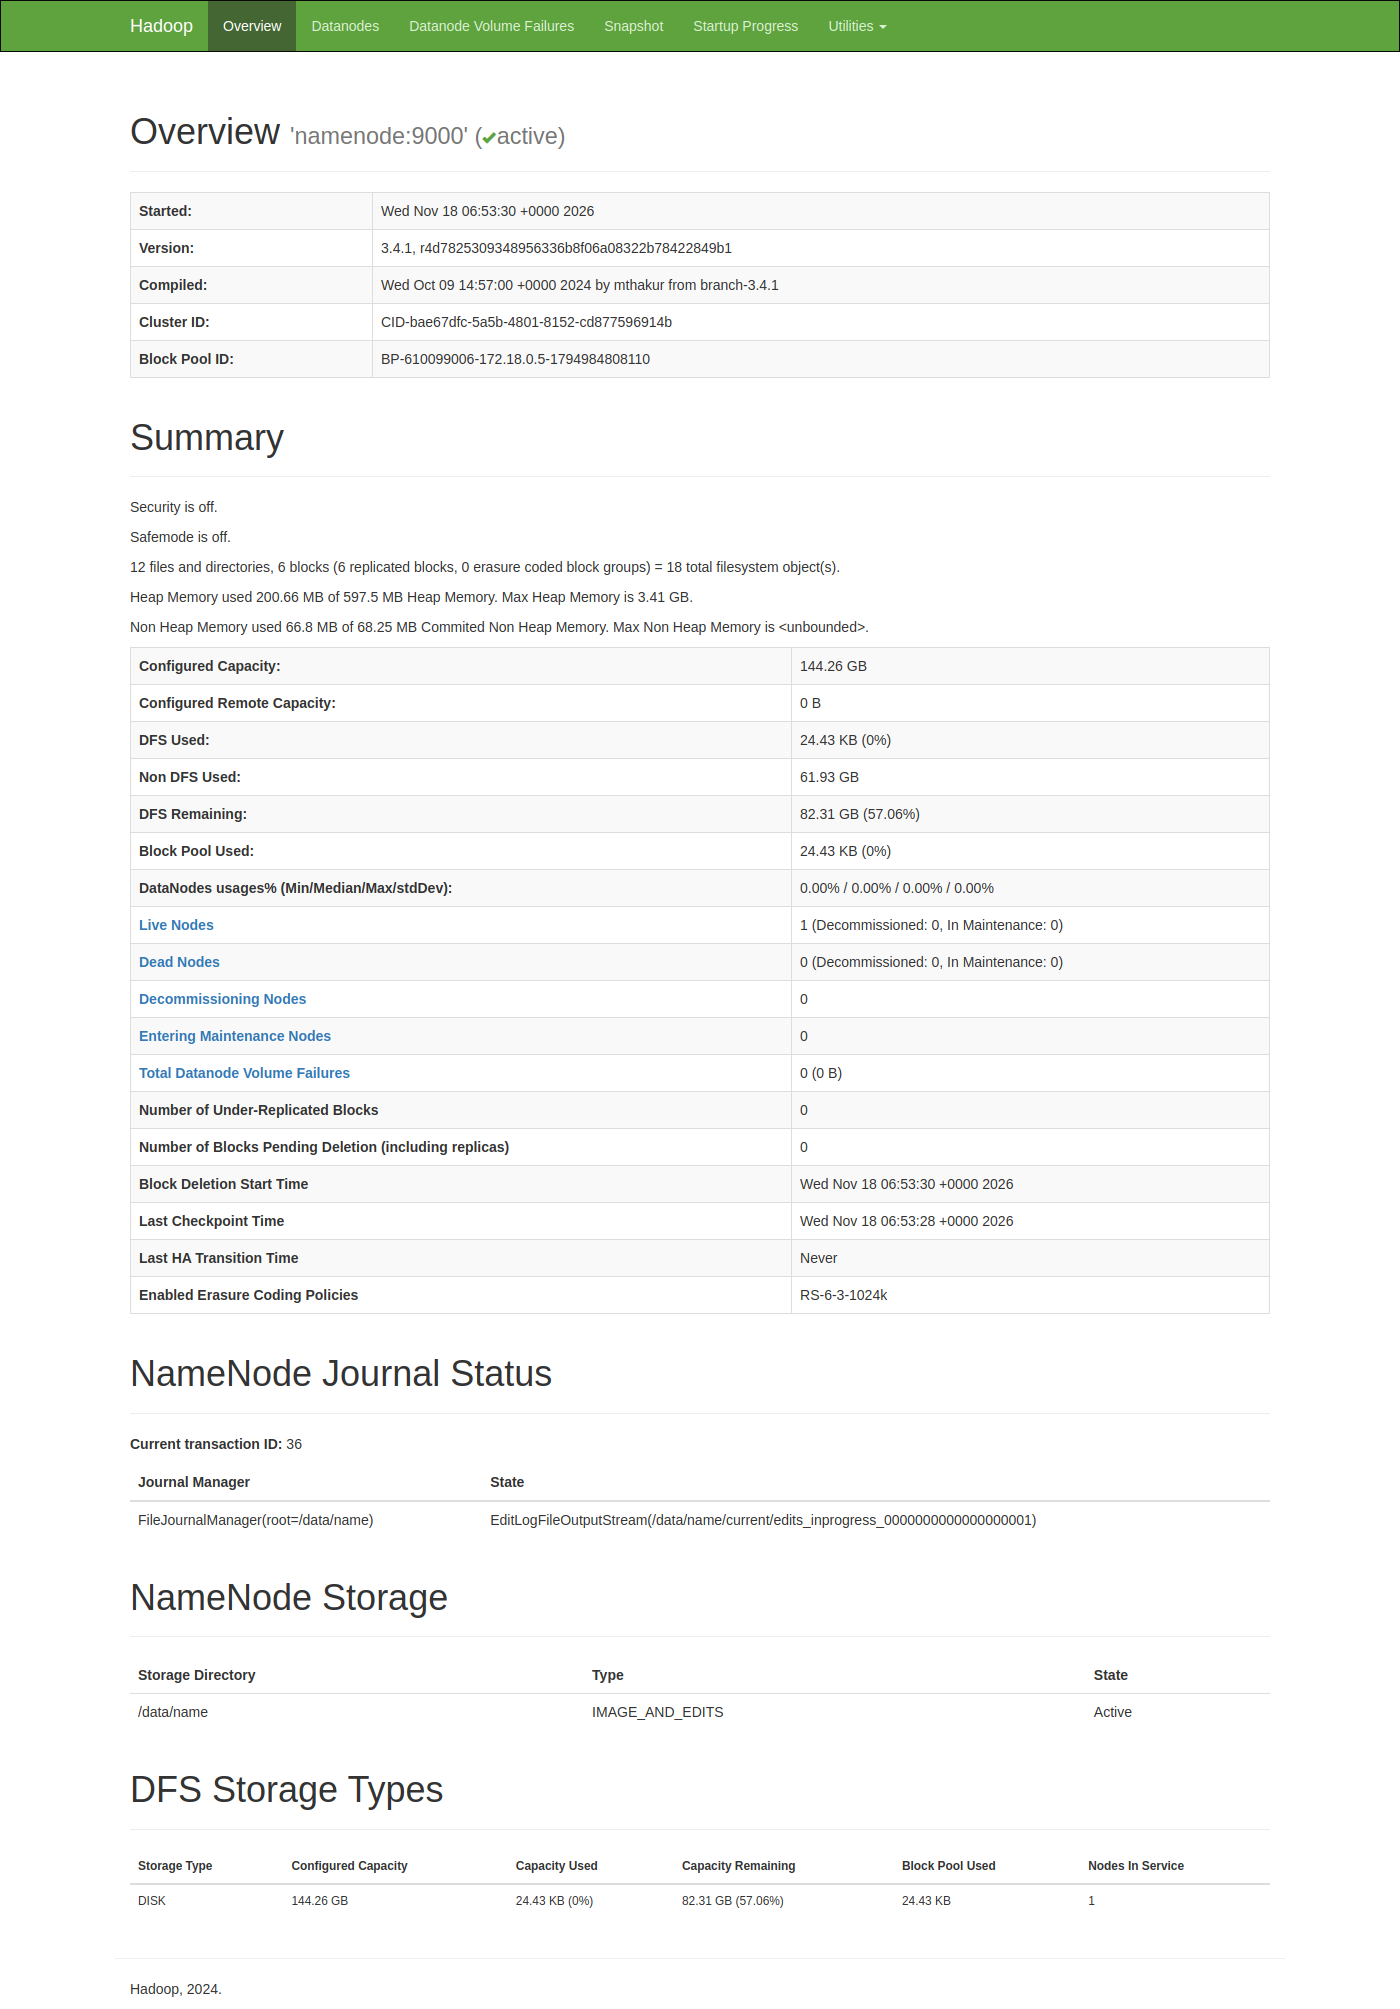 Hadoop Overview Datanodes Datanode Volume Failures Snapshot Startup Progress Utilities
Overview 'namenode:9000' (✔active)
Started: Wed Nov 18 06:53:30 +0000 2026
Version: 3.4.1, r4d7825309348956336b8f06a08322b78422849b1
Compiled: Wed Oct 09 14:57:00 +0000 2024 by mthakur from branch-3.4.1
Cluster ID: CID-bae67dfc-5a5b-4801-8152-cd877596914b
Block Pool ID: BP-610099006-172.18.0.5-1794984808110
Summary
Security is off.
Safemode is off.
12 files and directories, 6 blocks (6 replicated blocks, 0 erasure coded block groups) = 18 total filesystem object(s).
Heap Memory used 200.66 MB of 597.5 MB Heap Memory. Max Heap Memory is 3.41 GB.
Non Heap Memory used 66.8 MB of 68.25 MB Commited Non Heap Memory. Max Non Heap Memory is <unbounded>.
Configured Capacity: 144.26 GB
Configured Remote Capacity: 0 B
DFS Used: 24.43 KB (0%)
Non DFS Used: 61.93 GB
DFS Remaining: 82.31 GB (57.06%)
Block Pool Used: 24.43 KB (0%)
DataNodes usages% (Min/Median/Max/stdDev): 0.00% / 0.00% / 0.00% / 0.00%
Live Nodes 1 (Decommissioned: 0, In Maintenance: 0)
Dead Nodes 0 (Decommissioned: 0, In Maintenance: 0)
Decommissioning Nodes 0
Entering Maintenance Nodes 0
Total Datanode Volume Failures 0 (0 B)
Number of Under-Replicated Blocks 0
Number of Blocks Pending Deletion (including replicas) 0
Block Deletion Start Time Wed Nov 18 06:53:30 +0000 2026
Last Checkpoint Time Wed Nov 18 06:53:28 +0000 2026
Last HA Transition Time Never
Enabled Erasure Coding Policies RS-6-3-1024k
NameNode Journal Status
Current transaction ID: 36
Journal Manager State
FileJournalManager(root=/data/name) EditLogFileOutputStream(/data/name/current/edits_inprogress_0000000000000000001)
NameNode Storage
Storage Directory Type State
/data/name IMAGE_AND_EDITS Active
DFS Storage Types
Storage Type Configured Capacity Capacity Used Capacity Remaining Block Pool Used Nodes In Service
DISK 144.26 GB 24.43 KB (0%) 82.31 GB (57.06%) 24.43 KB 1
Hadoop, 2024.